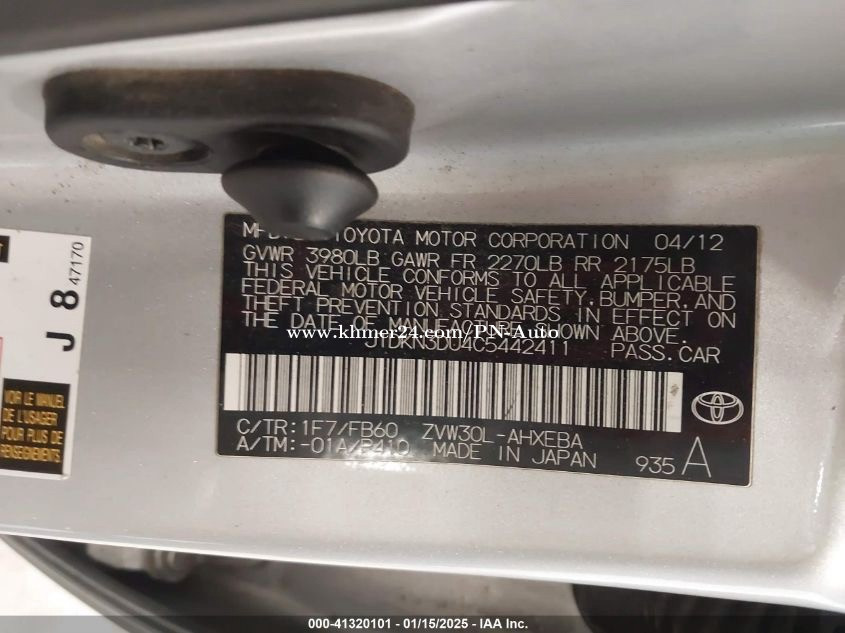 MFD. TOYOTA MOTOR CORPORATION 04/12
GVWR 3980LB GAWR FR 2270LB RR 2175LB
THIS VEHICLE CONFORMS TO ALL APPLICABLE
FEDERAL MOTOR VEHICLE SAFETY, BUMPER, AND
THEFT PREVENTION STANDARDS IN EFFECT ON
THE DATE OF MANUFACTURE SHOWN ABOVE.
www.khmer24.com/PN-Auto
JTDKN3DU4C5442411 PASS.CAR
C/TR:1F7/FB60 ZVW30L-AHXEBA
A/TM:-01A/P410 MADE IN JAPAN 935 A
J 8 47170
VOIR LE MANUEL
DE L'USAGER
POUR PLUS DE
RENSEIGNEMENTS
000-41320101 - 01/15/2025 - IAA Inc.